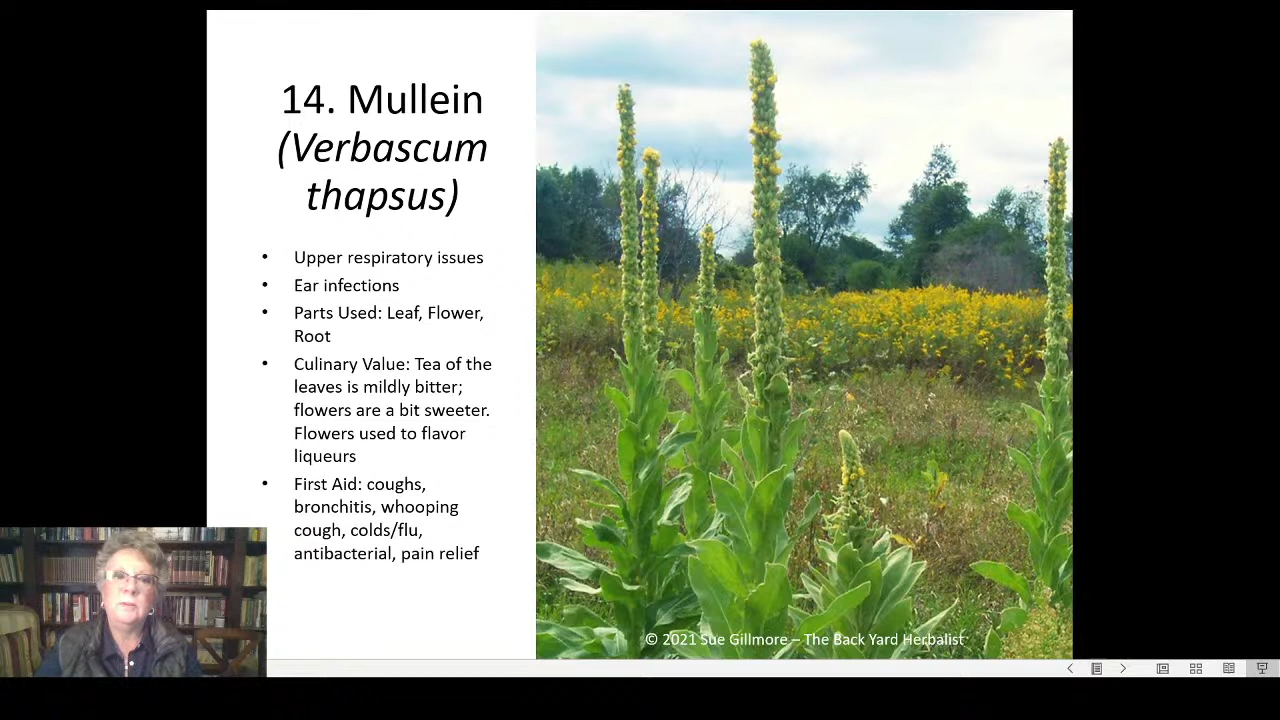 14. Mullein
(Verbascum
thapsus)
• Upper respiratory issues
• Ear infections
• Parts Used: Leaf, Flower,
Root
• Culinary Value: Tea of the
leaves is mildly bitter;
flowers are a bit sweeter.
Flowers used to flavor
liqueurs
• First Aid: coughs,
bronchitis, whooping
cough, colds/flu,
antibacterial, pain relief
© 2021 Sue Gillmore – The Back Yard Herbalist